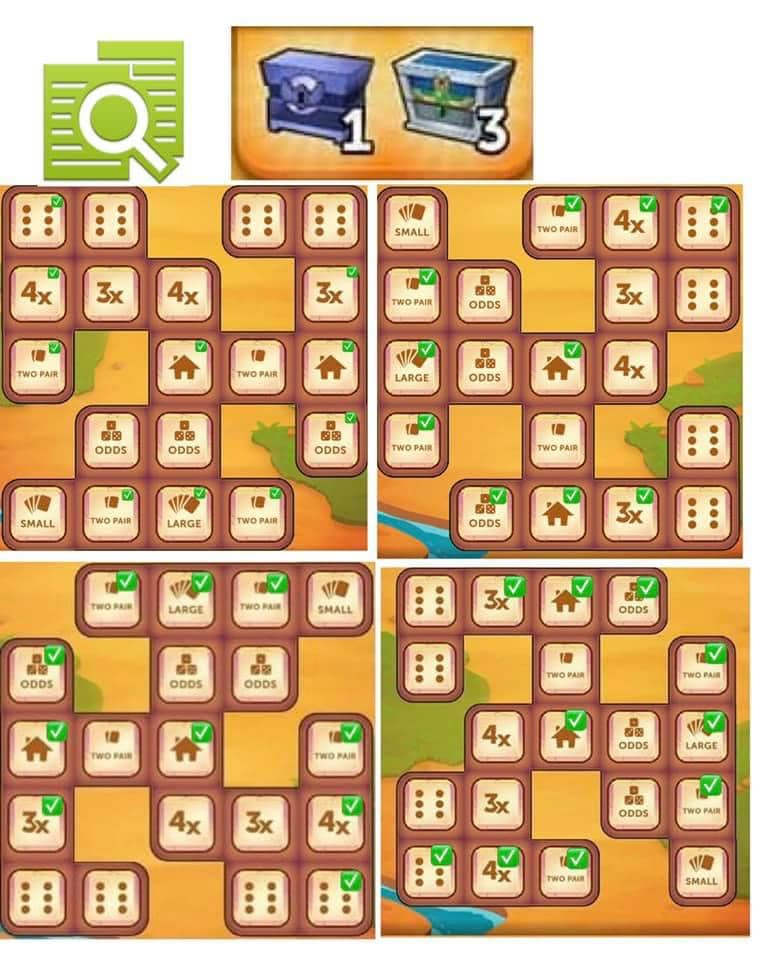 1 3
4x 3x 4x 3x
TWO PAIR TWO PAIR
ODDS ODDS ODDS
SMALL TWO PAIR LARGE TWO PAIR
SMALL TWO PAIR 4x
TWO PAIR ODDS 3x
LARGE ODDS 4x
TWO PAIR TWO PAIR
ODDS 3x
TWO PAIR LARGE TWO PAIR SMALL
ODDS ODDS ODDS
TWO PAIR TWO PAIR
3x 4x 3x 4x
3x ODDS
TWO PAIR TWO PAIR
4x ODDS LARGE
3x ODDS TWO PAIR
4x TWO PAIR SMALL